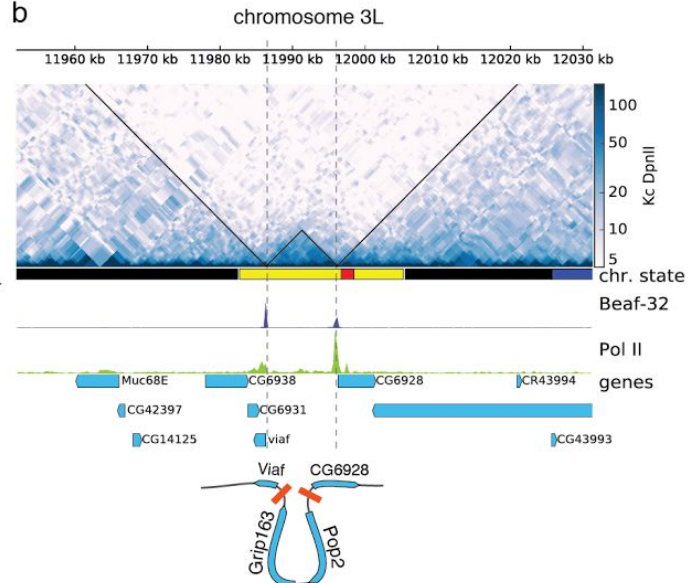 b
chromosome 3L
11960 kb 11970 kb 11980 kb 11990 kb 12000 kb 12010 kb 12020 kb 12030 kb
100
50
20
10
5
Kc DpnII
chr. state
Beaf-32
Pol II
genes
Muc68E CG6938 CG6928 CR43994
CG42397 CG6931
CG14125 viaf CG43993
Viaf CG6928
Grip163 Pop2